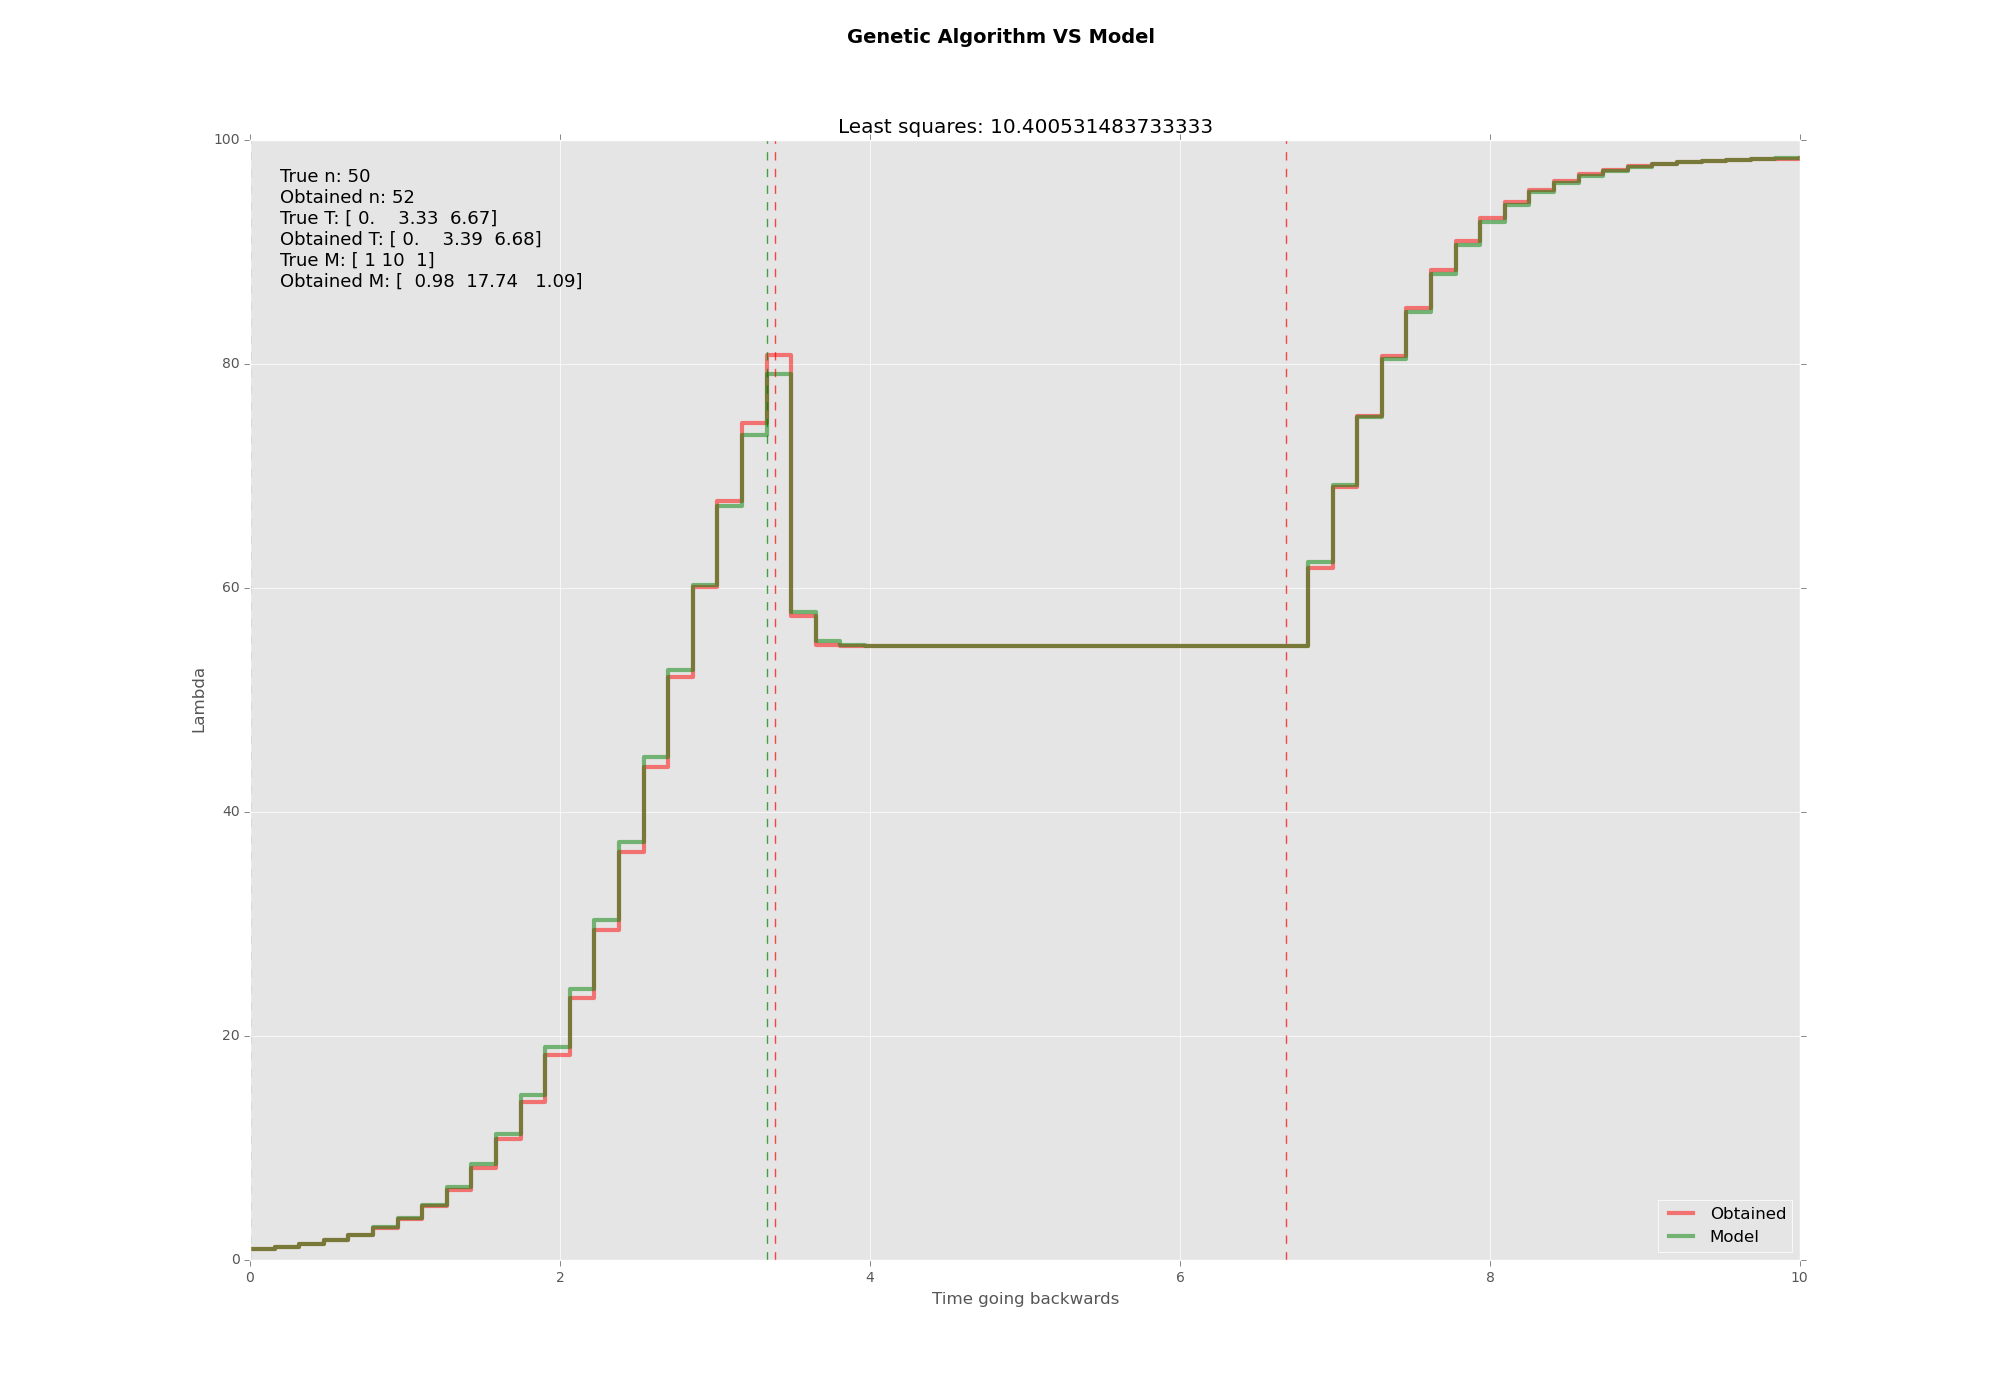 Genetic Algorithm VS Model
Least squares: 10.400531483733333
100
80
60
40
20
0
Lambda
True n: 50
Obtained n: 52
True T: [ 0.    3.33  6.67]
Obtained T: [ 0.    3.39  6.68]
True M: [ 1 10  1]
Obtained M: [  0.98  17.74   1.09]
Obtained
Model
0 2 4 6 8 10
Time going backwards